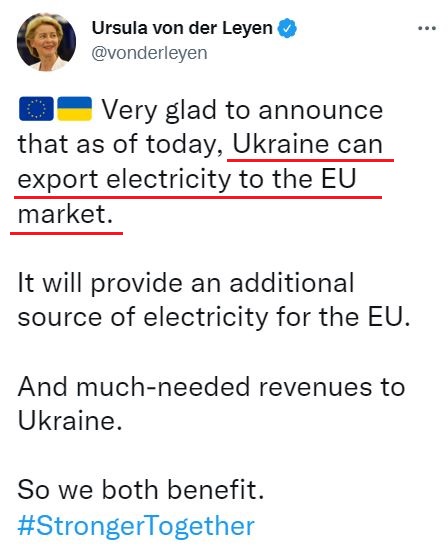 Ursula von der Leyen
@vonderleyen
🇪🇺🇺🇦 Very glad to announce
that as of today, Ukraine can
export electricity to the EU
market.
It will provide an additional
source of electricity for the EU.
And much-needed revenues to
Ukraine.
So we both benefit.
#StrongerTogether